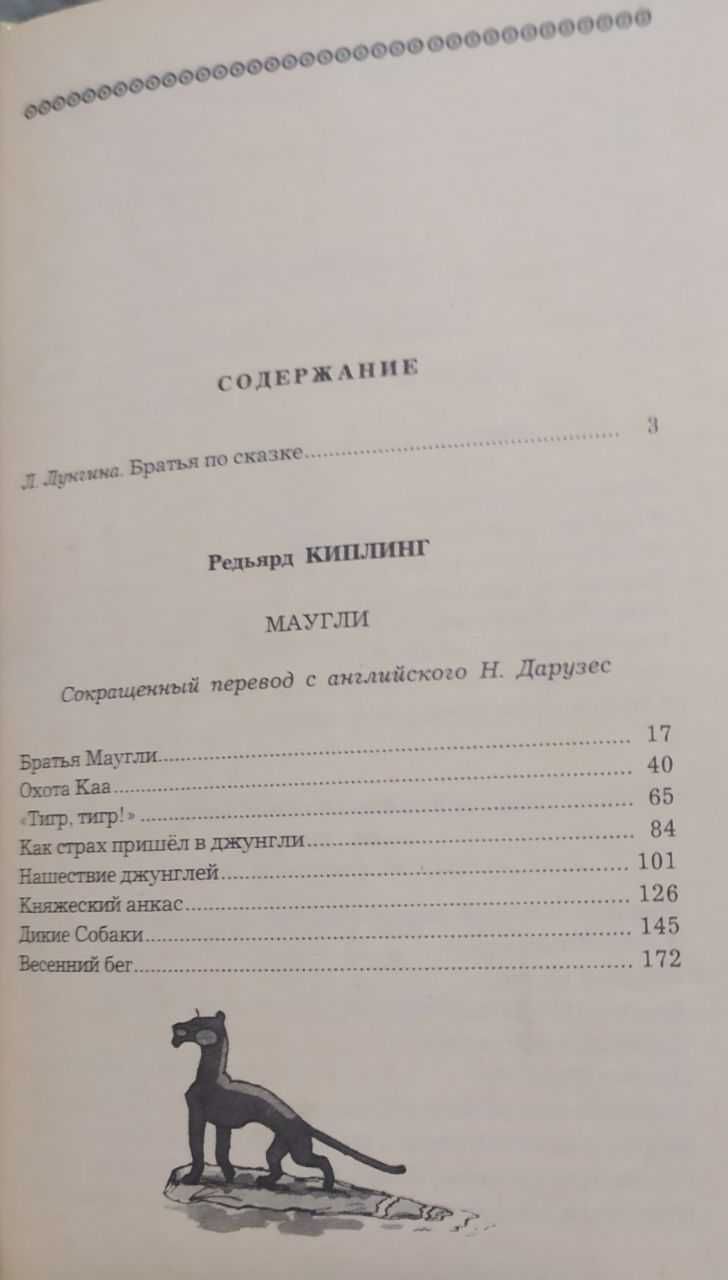 СОДЕРЖАНИЕ
Л. Лунгина. Братья по сказке.......... 3
Редьярд КИПЛИНГ
МАУГЛИ
Сокращенный перевод с английского Н. Дарузес
Братья Маугли.......... 17
Охота Каа.......... 40
«Тигр, тигр!».......... 65
Как страх пришёл в джунгли.......... 84
Нашествие джунглей.......... 101
Княжеский анкас.......... 126
Дикие Собаки.......... 145
Весенний бег.......... 172